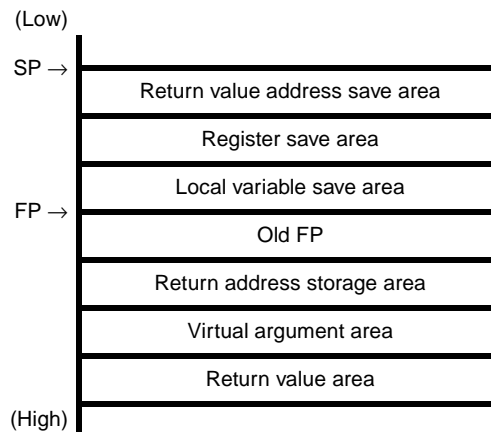 (Low)
SP →
Return value address save area
Register save area
Local variable save area
FP →
Old FP
Return address storage area
Virtual argument area
Return value area
(High)